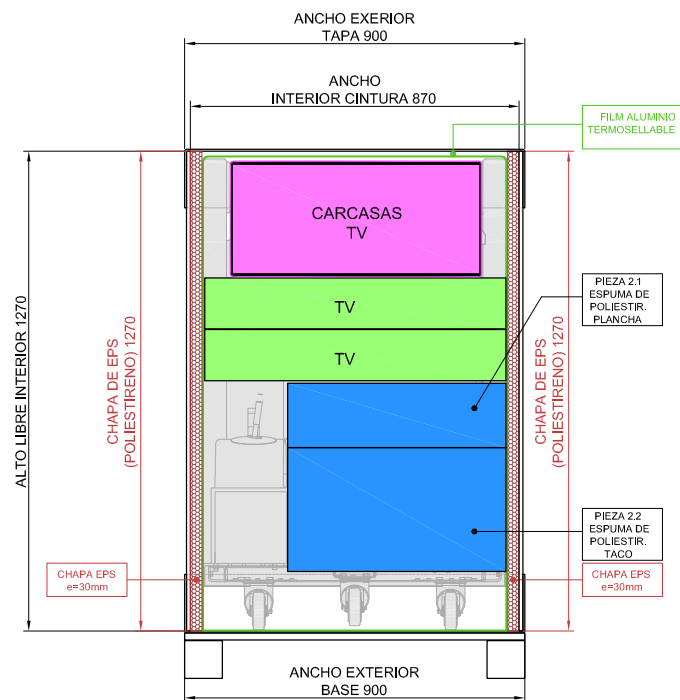 ANCHO EXERIOR
TAPA 900
ANCHO
INTERIOR CINTURA 870
FILM ALUMINIO
TERMOSELLABLE
CARCASAS
TV
TV
TV
PIEZA 2.1
ESPUMA DE
POLIESTIR.
PLANCHA
ALTO LIBRE INTERIOR 1270
CHAPA DE EPS
(POLIESTIRENO) 1270
CHAPA DE EPS
(POLIESTIRENO) 1270
PIEZA 2.2
ESPUMA DE
POLIESTIR.
TACO
CHAPA EPS
e=30mm
CHAPA EPS
e=30mm
ANCHO EXTERIOR
BASE 900